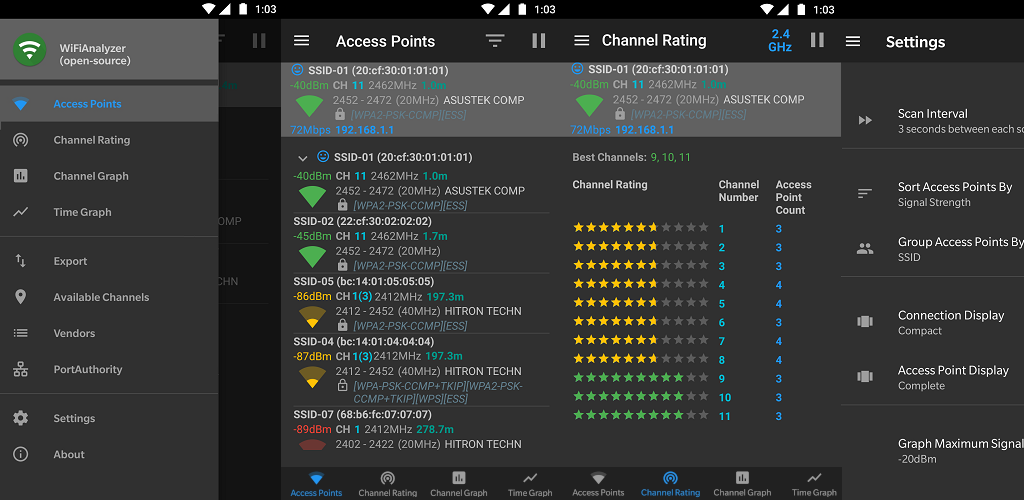 1:03
WiFiAnalyzer
(open-source)
Access Points
Channel Rating
Channel Graph
Time Graph
Export
Available Channels
Vendors
PortAuthority
Settings
About
OMP
CHN
1:03
Access Points
SSID-01 (20:cf:30:01:01:01)
-40dBm CH 11 2462MHz 1.0m
2452 - 2472 (20MHz) ASUSTEK COMP
[WPA2-PSK-CCMP][ESS]
72Mbps 192.168.1.1
SSID-01 (20:cf:30:01:01:01)
-40dBm CH 11 2462MHz 1.0m
2452 - 2472 (20MHz) ASUSTEK COMP
[WPA2-PSK-CCMP][ESS]
SSID-02 (22:cf:30:02:02:02)
-45dBm CH 11 2462MHz 1.7m
2452 - 2472 (20MHz)
[WPA2-PSK-CCMP][ESS]
SSID-05 (bc:14:01:05:05:05)
-86dBm CH 1(3) 2412MHz 197.3m
2412 - 2452 (40MHz) HITRON TECHN
[WPA2-PSK-CCMP][ESS]
SSID-04 (bc:14:01:04:04:04)
-87dBm CH 1(3) 2412MHz 197.3m
2412 - 2452 (40MHz) HITRON TECHN
[WPA-PSK-CCMP+TKIP][WPA2-PSK-
CCMP+TKIP][WPS][ESS]
SSID-07 (68:b6:fc:07:07:07)
-89dBm CH 1 2412MHz 278.7m
2402 - 2422 (20MHz) HITRON TECHN
Access Points Channel Rating Channel Graph Time Graph
1:03
Channel Rating 2.4
GHz
SSID-01 (20:cf:30:01:01:01)
-40dBm CH 11 2462MHz 1.0m
2452 - 2472 (20MHz) ASUSTEK COMP
[WPA2-PSK-CCMP][ESS]
72Mbps 192.168.1.1
Best Channels: 9, 10, 11
Channel Rating Channel Access
Number Point
Count
1 3
2 3
3 3
4 4
5 4
6 3
7 4
8 4
9 3
10 3
11 3
Access Points Channel Rating Channel Graph Time Graph
1:03
Settings
Scan Interval
3 seconds between each sc
Sort Access Points By
Signal Strength
Group Access Points By
SSID
Connection Display
Compact
Access Point Display
Complete
Graph Maximum Signal
-20dBm